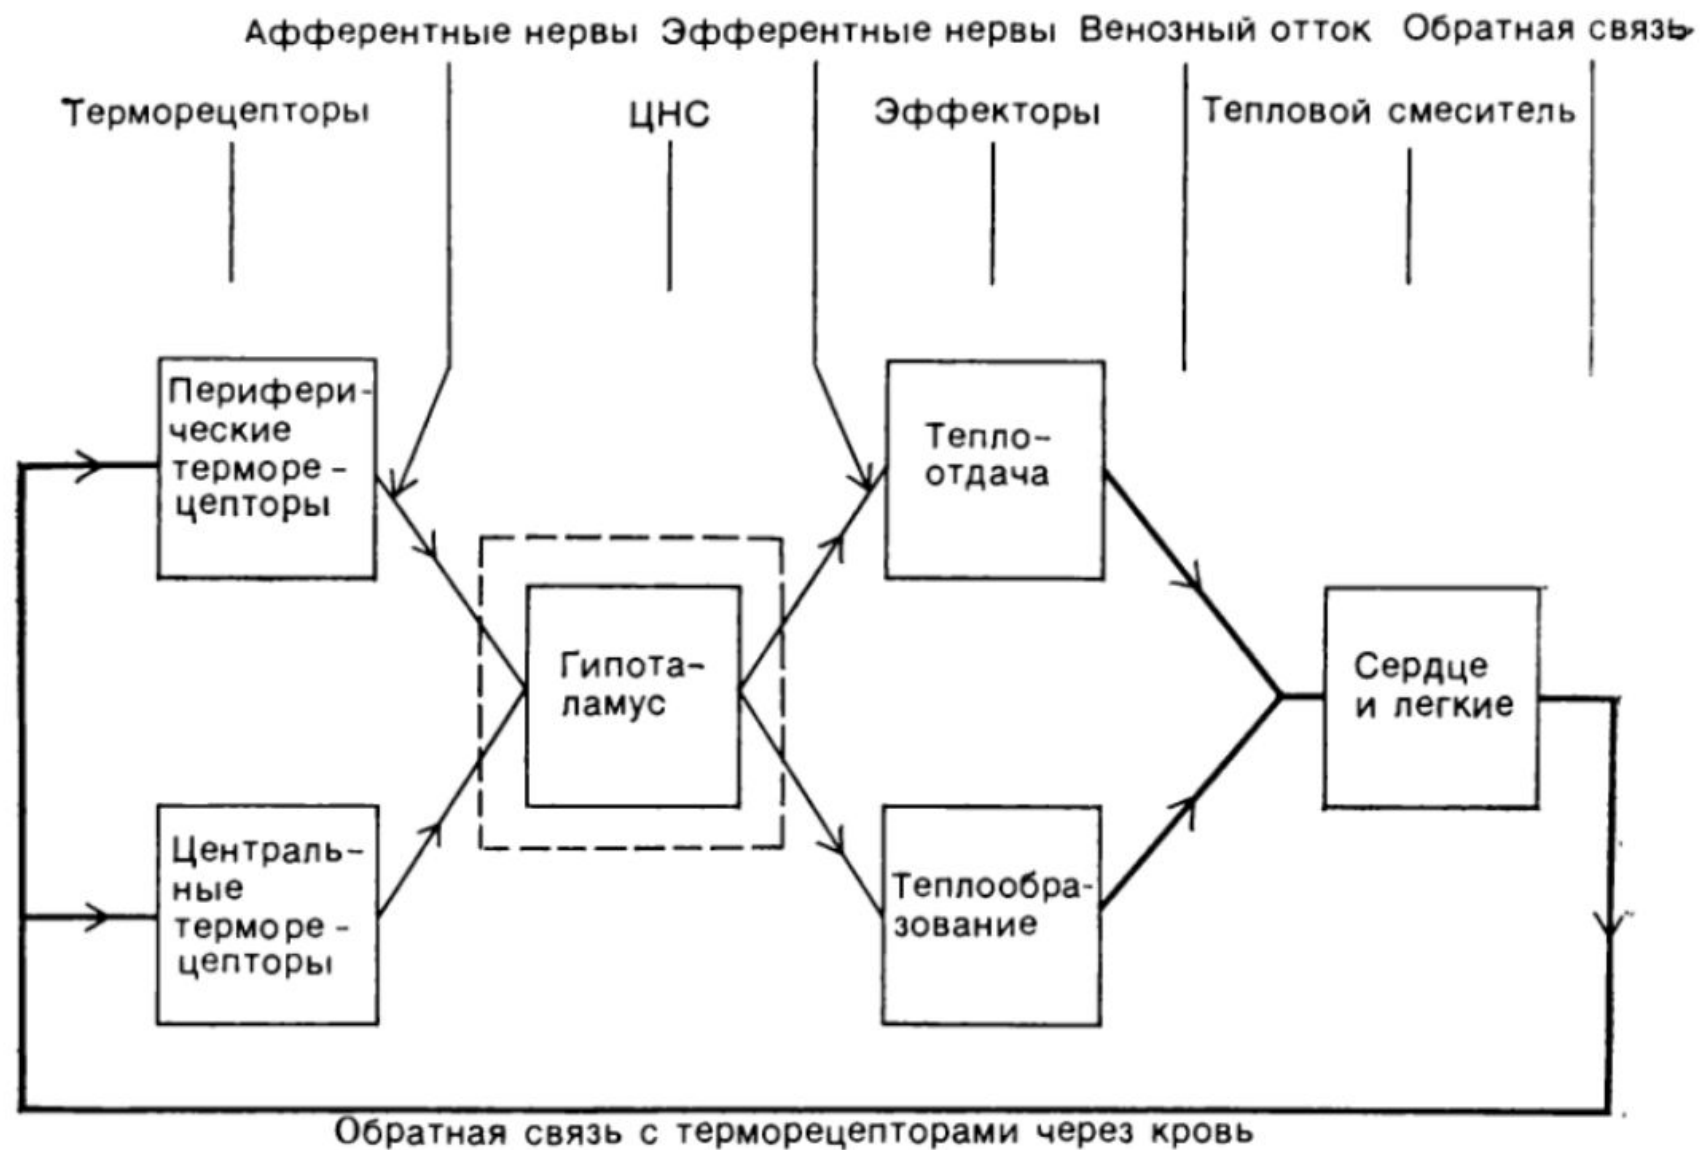 Афферентные нервы Эфферентные нервы Венозный отток Обратная связь
Терморецепторы ЦНС Эффекторы Тепловой смеситель
Перифери-
ческие
терморе-
цепторы
Тепло-
отдача
Гипота-
ламус
Сердце
и легкие
Централь-
ные
терморе-
цепторы
Теплообра-
зование
Обратная связь с терморецепторами через кровь